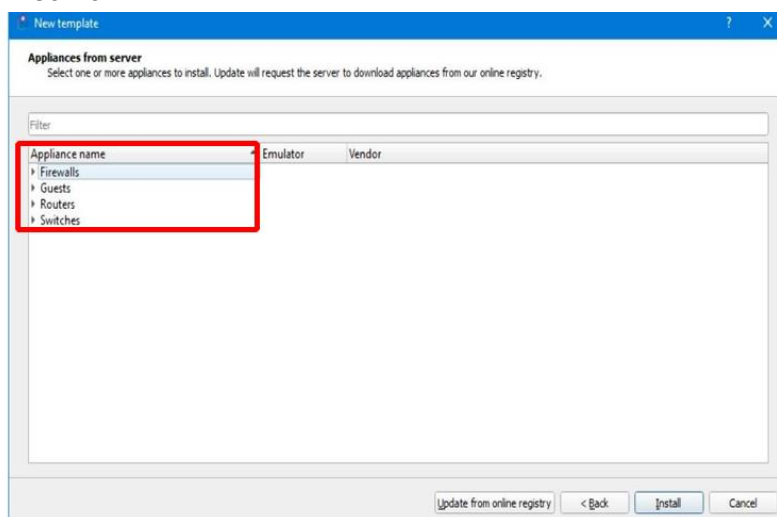 New template ? X
Appliances from server
Select one or more appliances to install. Update will request the server to download appliances from our online registry.
Filter
Appliance name Emulator Vendor
Firewalls
Guests
Routers
Switches
Update from online registry < Back Install Cancel